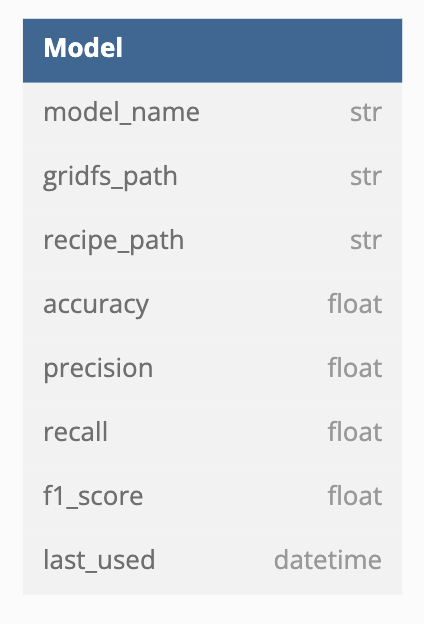 Model
model_name str
gridfs_path str
recipe_path str
accuracy float
precision float
recall float
f1_score float
last_used datetime